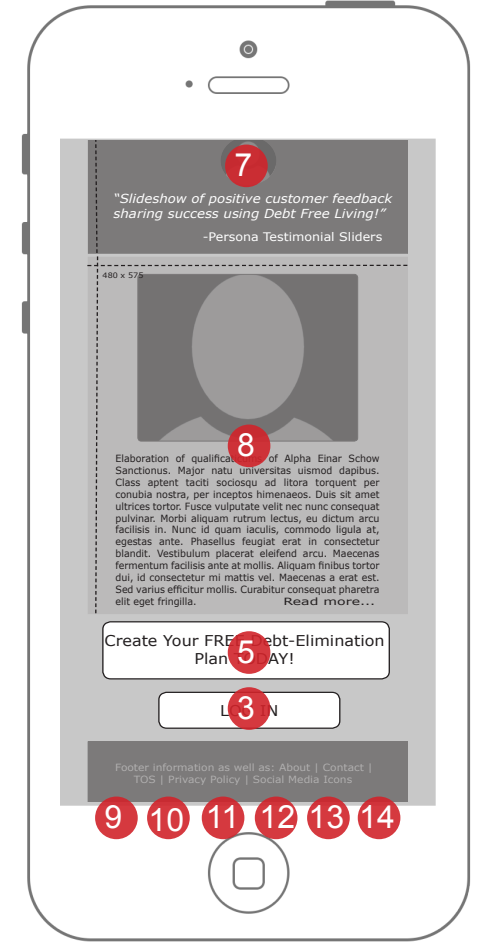 7
“Slideshow of positive customer feedback
sharing success using Debt Free Living!”
-Persona Testimonial Sliders
480 x 575
8
Elaboration of of Alpha Einar Schow
Sanctionus. Major natu universitas uismod dapibus.
Class aptent taciti sociosqu ad litora torquent per
conubia nostra, per inceptos himenaeos. Duis sit amet
ultrices tortor. Fusce vulputate velit nec nunc consequat
pulvinar. Morbi aliquam rutrum lectus, eu dictum arcu
facilisis in. Nunc id quam iaculis, commodo ligula at,
egestas ante. Phasellus feugiat erat in consectetur
blandit. Vestibulum placerat eleifend arcu. Maecenas
fermentum facilisis ante at mollis. Aliquam finibus tortor
dui, id consectetur mi mattis vel. Maecenas a erat est.
Sed varius efficitur mollis. Curabitur consequat pharetra
elit eget fringilla. Read more...
Create Your FREE Debt-Elimination
Plan TODAY!
5
LOG IN
3
Footer information as well as: About | Contact |
TOS | Privacy Policy | Social Media Icons
9 10 11 12 13 14